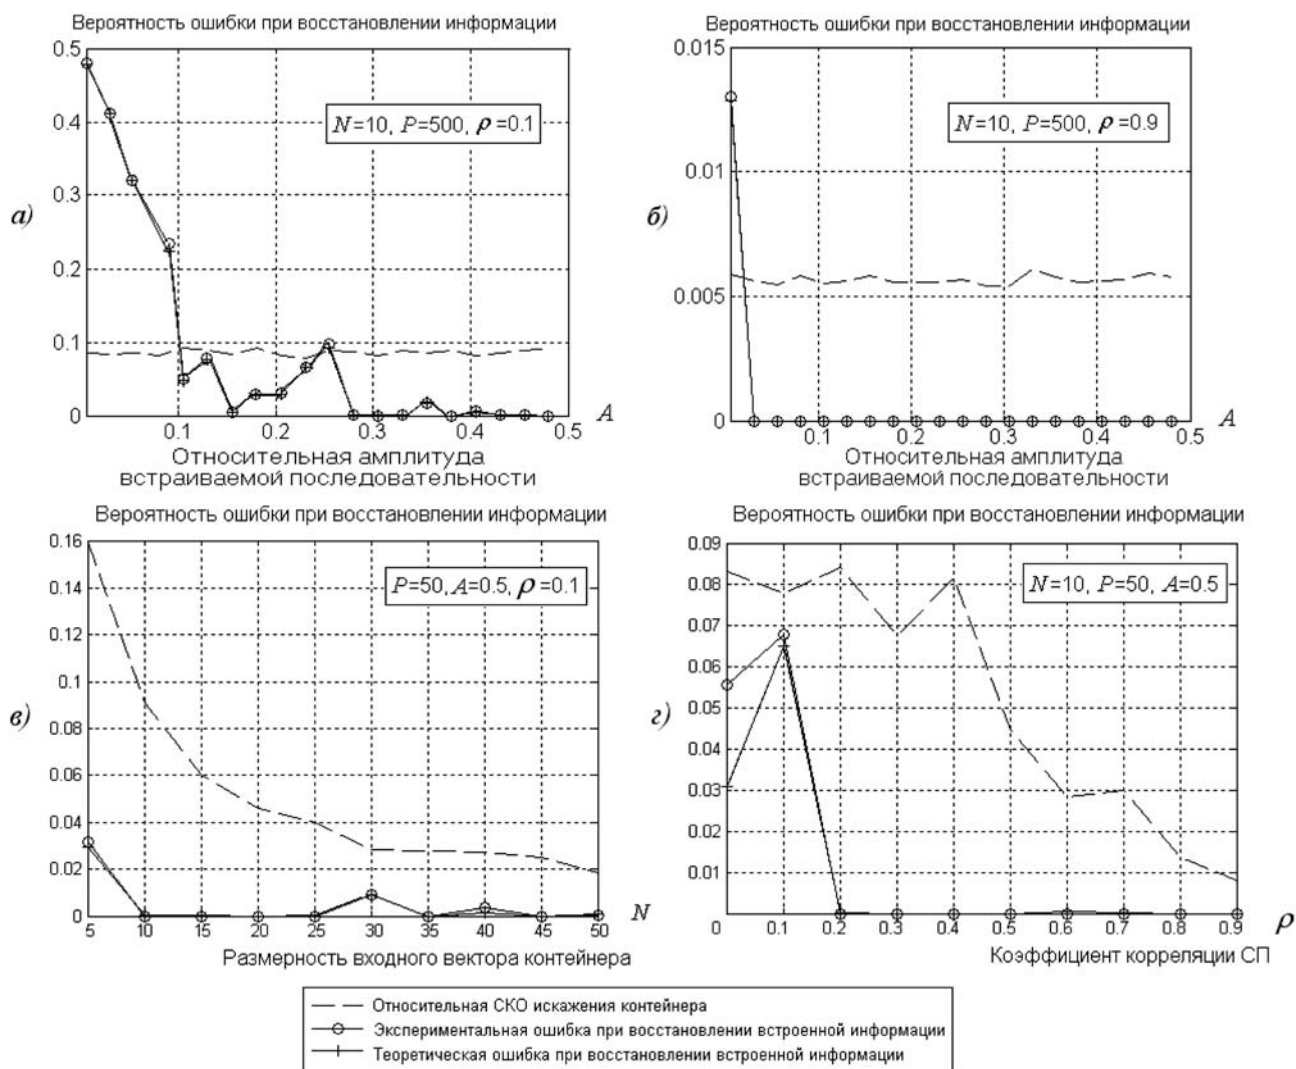 Вероятность ошибки при восстановлении информации
0.5
0.4
0.3
0.2
0.1
0
N=10, P=500, ρ=0.1
а)
0.1 0.2 0.3 0.4 0.5 A
Относительная амплитуда
встраиваемой последовательности
Вероятность ошибки при восстановлении информации
0.015
0.01
0.005
0
N=10, P=500, ρ=0.9
б)
0.1 0.2 0.3 0.4 0.5 A
Относительная амплитуда
встраиваемой последовательности
Вероятность ошибки при восстановлении информации
0.16
0.14
0.12
0.1
0.08
0.06
0.04
0.02
0
P=50, A=0.5, ρ=0.1
в)
5 10 15 20 25 30 35 40 45 50 N
Размерность входного вектора контейнера
Вероятность ошибки при восстановлении информации
0.09
0.08
0.07
0.06
0.05
0.04
0.03
0.02
0.01
0
N=10, P=50, A=0.5
г)
0.1 0.2 0.3 0.4 0.5 0.6 0.7 0.8 0.9 ρ
Коэффициент корреляции СП
Относительная СКО искажения контейнера
Экспериментальная ошибка при восстановлении встроенной информации
Теоретическая ошибка при восстановлении встроенной информации